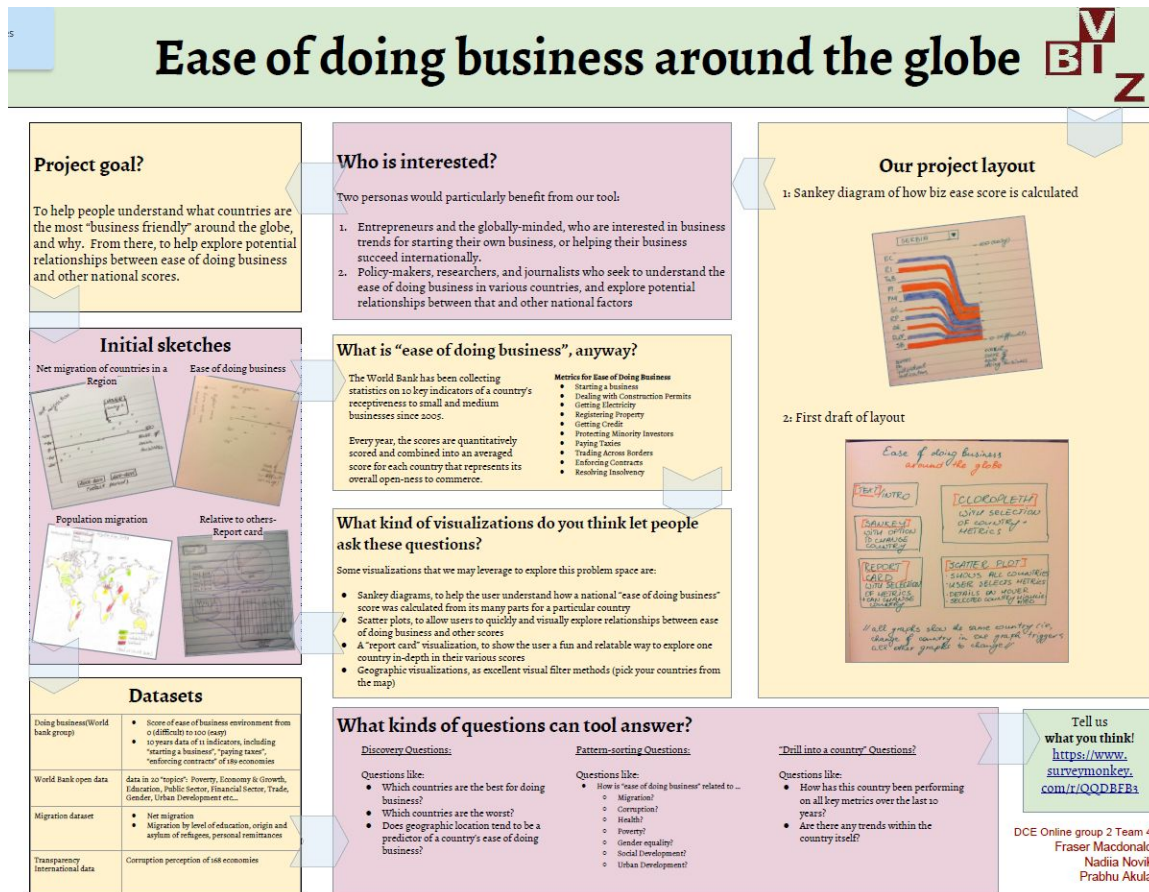 es
Ease of doing business around the globe
V
BI
Z
Project goal?
To help people understand what countries are
the most "business friendly" around the globe,
and why. From there, to help explore potential
relationships between ease of doing business
and other national scores.
Who is interested?
Two personas would particularly benefit from our tool:
1. Entrepreneurs and the globally-minded, who are interested in business
trends for starting their own business, or helping their business
succeed internationally.
2. Policy-makers, researchers, and journalists who seek to understand the
ease of doing business in various countries, and explore potential
relationships between that and other national factors
Our project layout
1: Sankey diagram of how biz ease score is calculated
2: First draft of layout
Ease of doing business
around the globe
TEXT/INTRO
CLOROPLETH
WITH SELECTION
OF COUNTRY +
METRICS
SANKEY
WITH OPTION
TO CHANGE
COUNTRY
REPORT
CARD
WITH SELECTION
OF METRICS
+ CAN CHANGE
COUNTRY
SCATTER PLOT
- SHOWS ALL COUNTRIES
- USER SELECTS METRICS
- DETAILS ON HOVER
all graphs show the same country
Initial sketches
Net migration of countries in a
Region
Ease of doing business
Population migration
Relative to others-
Report card
What is "ease of doing business", anyway?
The World Bank has been collecting
statistics on 10 key indicators of a country's
receptiveness to small and medium
businesses since 2005.
Every year, the scores are quantitatively
scored and combined into an averaged
score for each country that represents its
overall open-ness to commerce.
Metrics for Ease of Doing Business
● Starting a business
● Dealing with Construction Permits
● Getting Electricity
● Registering Property
● Getting Credit
● Protecting Minority Investors
● Paying Taxies
● Trading Across Borders
● Enforcing Contracts
● Resolving Insolvency
What kind of visualizations do you think let people
ask these questions?
Some visualizations that we may leverage to explore this problem space are:
● Sankey diagrams, to help the user understand how a national "ease of doing business"
score was calculated from its many parts for a particular country
● Scatter plots, to allow users to quickly and visually explore relationships between ease
of doing business and other scores
● A "report card" visualization, to show the user a fun and relatable way to explore one
country in-depth in their various scores
● Geographic visualizations, as excellent visual filter methods (pick your countries from
the map)
Datasets
Doing business(World
bank group)
● Score of ease of business environment from
0 (difficult) to 100 (easy)
● 10 years data of 11 indicators, including
"starting a business", "paying taxes",
"enforcing contracts" of 189 economies
World Bank open data
data in 20 "topics": Poverty, Economy & Growth,
Education, Public Sector, Financial Sector, Trade,
Gender, Urban Development etc...
Migration dataset
● Net migration
● Migration by level of education, origin and
asylum of refugees, personal remittances
Transparency
International data
Corruption perception of 168 economies
What kinds of questions can tool answer?
Discovery Questions:
Questions like:
● Which countries are the best for doing
business?
● Which countries are the worst?
● Does geographic location tend to be a
predictor of a country's ease of doing
business?
Pattern-sorting Questions:
Questions like:
● How is "ease of doing business" related to ...
○ Migration?
○ Corruption?
○ Health?
○ Poverty?
○ Gender equality?
○ Social Development?
○ Urban Development?
"Drill into a country" Questions?
Questions like:
● How has this country been performing
on all key metrics over the last 10
years?
● Are there any trends within the
country itself?
Tell us
what you think!
https://www.
surveymonkey.
com/r/QQDBFB3
DCE Online group 2 Team 4
Fraser Macdonald
Nadiia Novik
Prabhu Akula